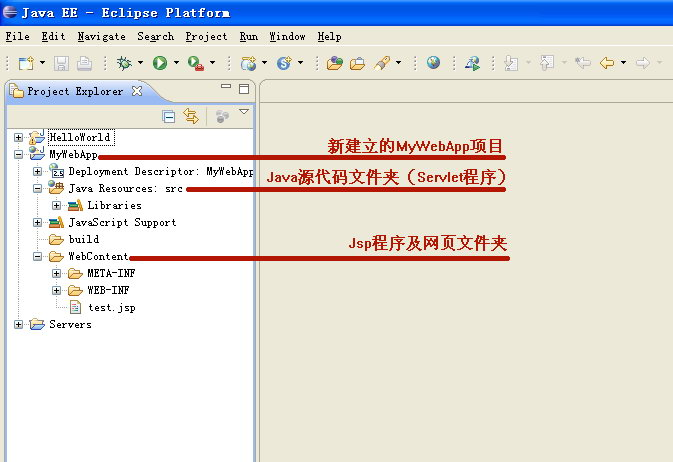 Java EE - Eclipse Platform
File Edit Navigate Search Project Run Window Help
Project Explorer
HelloWorld
MyWebApp
新建立的MyWebApp项目
Deployment Descriptor: MyWebApp
Java Resources: src
Java源代码文件夹（Servlet程序）
Libraries
JavaScript Support
build
Jsp程序及网页文件夹
WebContent
META-INF
WEB-INF
test.jsp
Servers